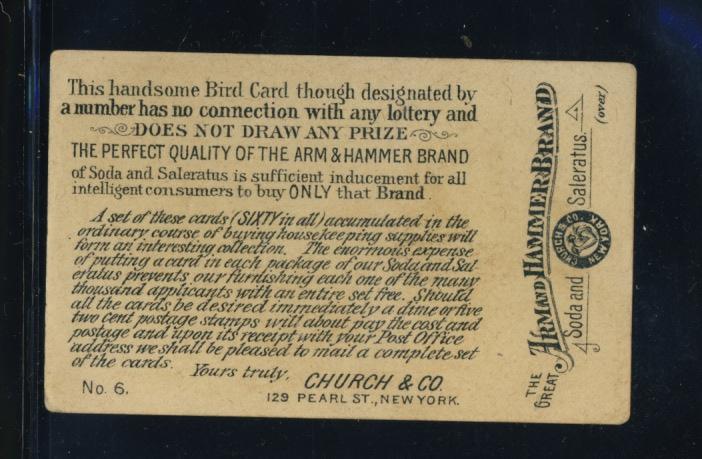 This handsome Bird Card though designated by
a number has no connection with any lottery and
DOES NOT DRAW ANY PRIZE
THE PERFECT QUALITY OF THE ARM & HAMMER BRAND
of Soda and Saleratus is sufficient inducement for all
intelligent consumers to buy ONLY that Brand.
A set of these cards (SIXTY in all) accumulated in the
ordinary course of buying housekeeping supplies will
form an interesting collection. The enormous expense
of putting a card in each package of our Soda and Sal-
eratus prevents our furnishing each one of the many
thousand applicants with an entire set free. Should
all the cards be desired immediately a dime or five
two cent postage stamps will about pay the cost and
postage and upon its receipt with your Post Office
address we shall be pleased to mail a complete set
of the cards. Yours truly,
CHURCH & CO.
No. 6. 129 PEARL ST., NEW YORK.
THE GREAT ARM AND HAMMER BRAND
Soda and Saleratus.
CHURCH & CO.
NEW YORK
(over)